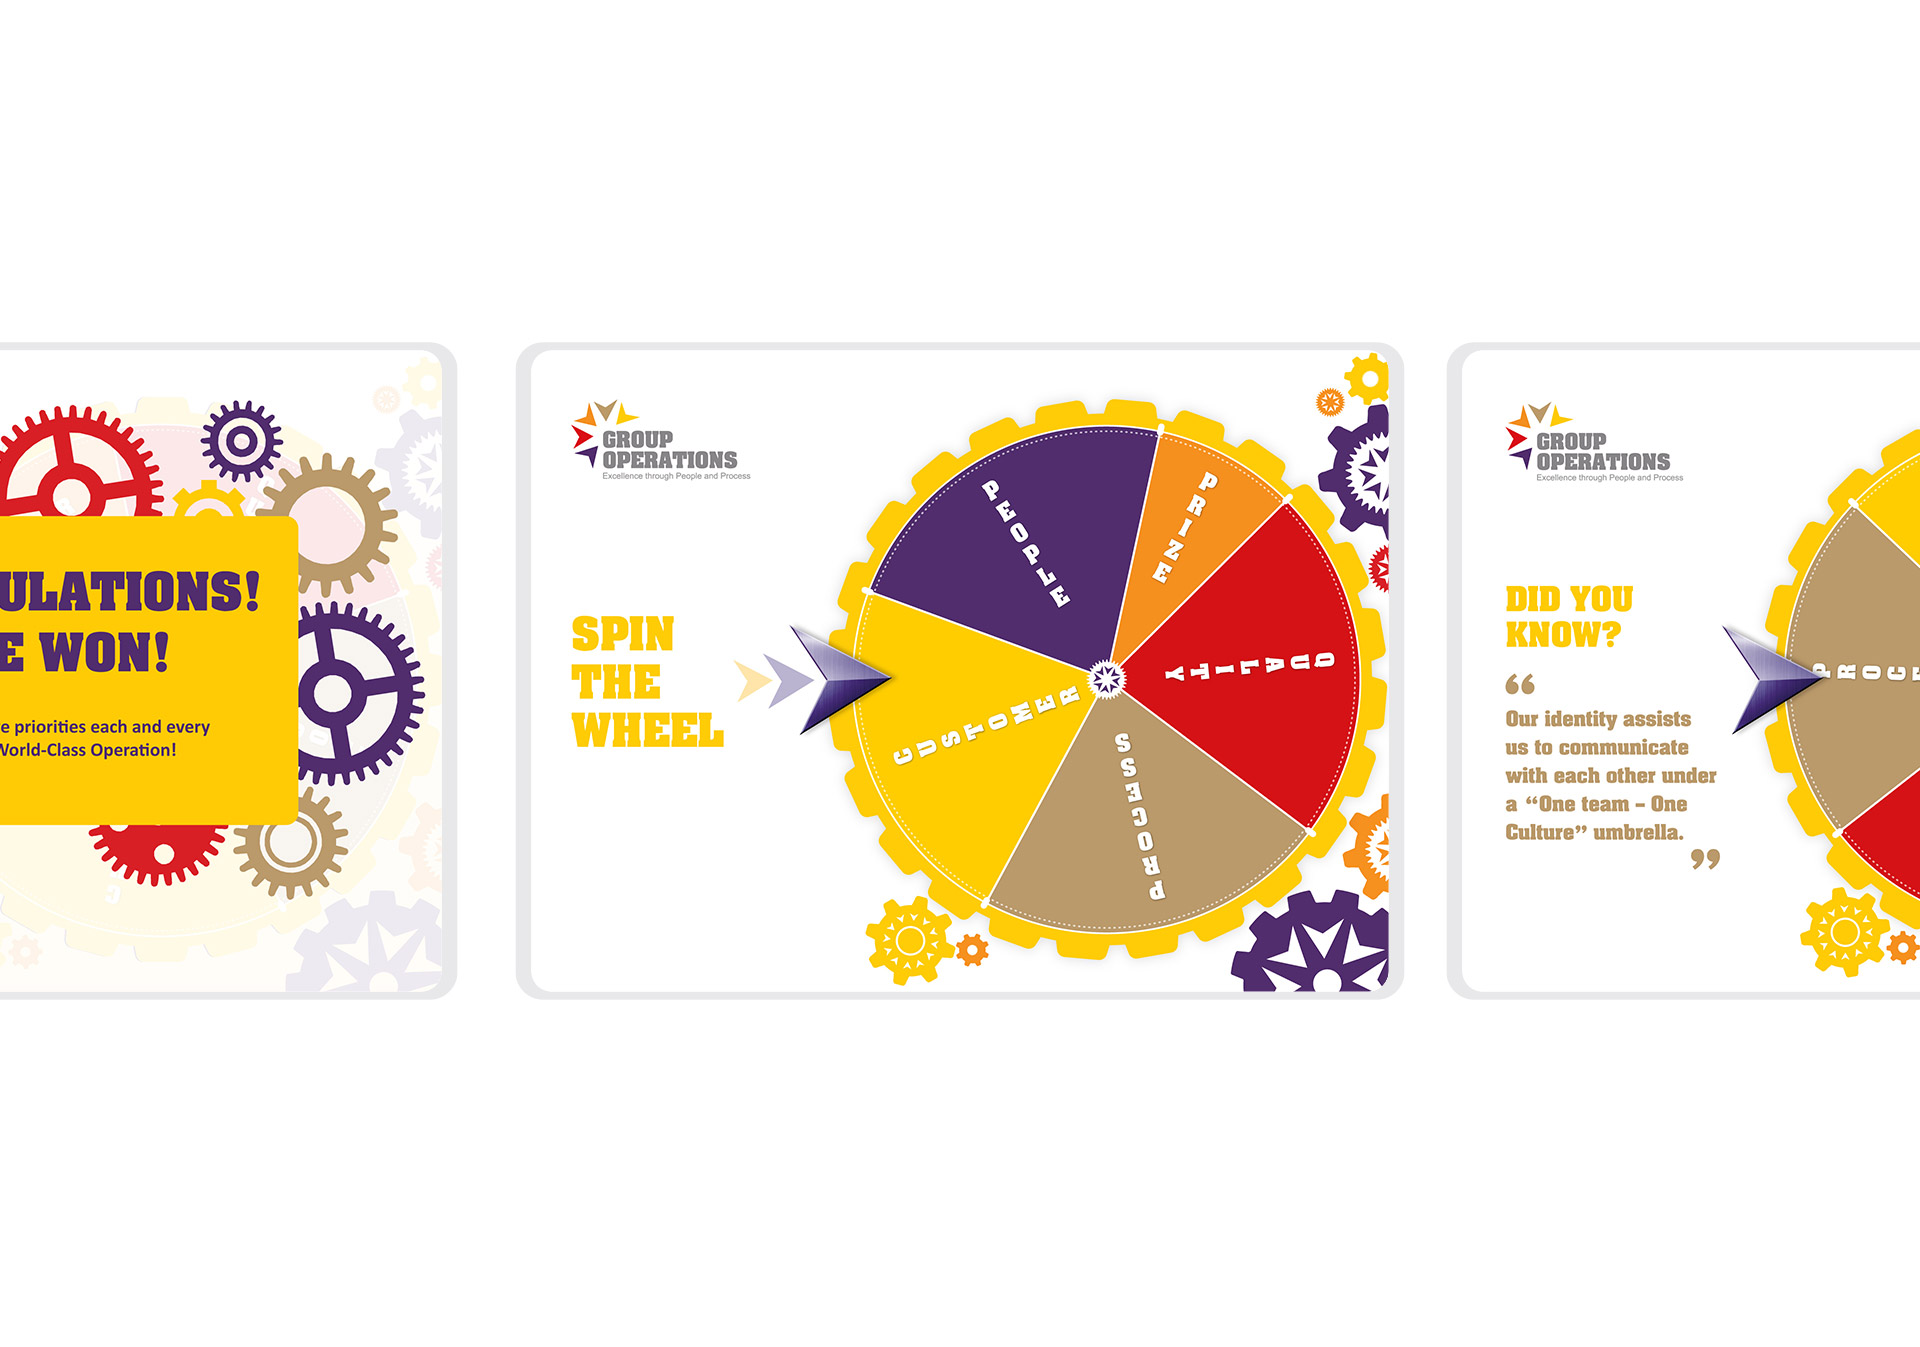 ULATIONS!
E WON!
e priorities each and every
World-Class Operation!
GROUP
OPERATIONS
Excellence through People and Process
SPIN
THE
WHEEL
PEOPLE
PRIZE
QUALITY
PROCESS
CUSTOMER
GROUP
OPERATIONS
Excellence through People and Process
DID YOU
KNOW?
“
Our identity assists
us to communicate
with each other under
a “One team – One
Culture” umbrella.
”
PROCE